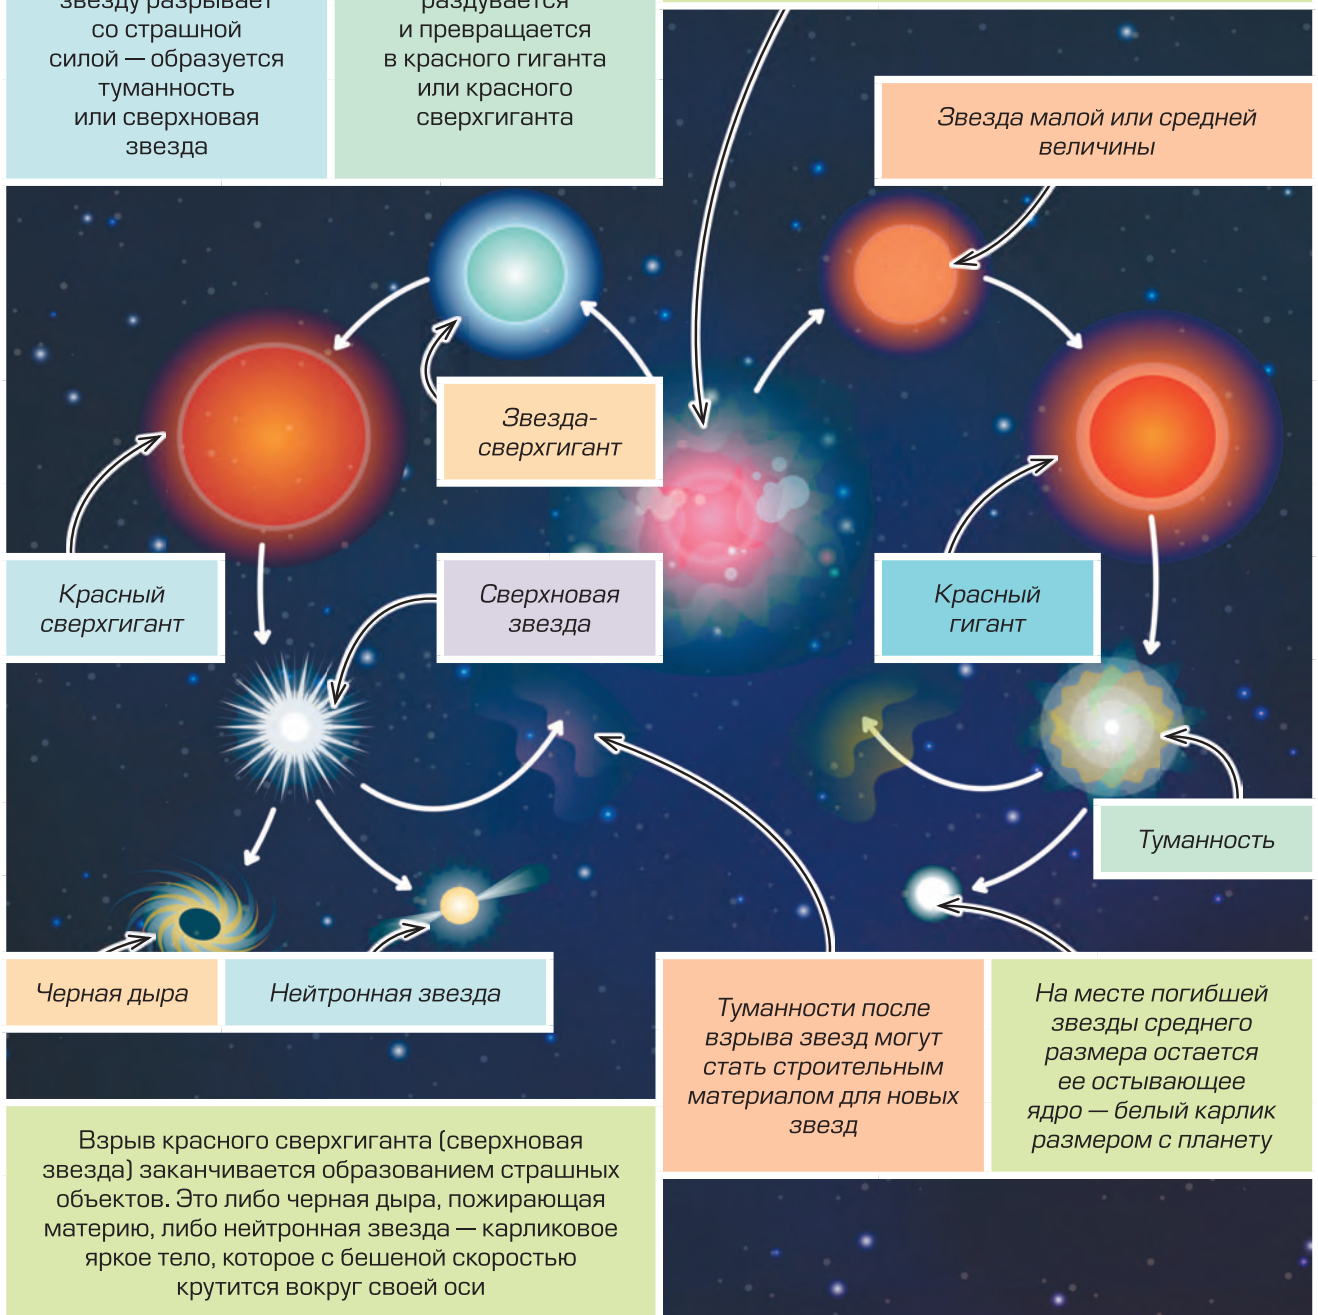 звезду разрывает
со страшной
силой — образуется
туманность
или сверхновая
звезда
раздувается
и превращается
в красного гиганта
или красного
сверхгиганта
Звезда малой или средней
величины
Звезда-
сверхгигант
Красный
сверхгигант
Сверхновая
звезда
Красный
гигант
Туманность
Черная дыра
Нейтронная звезда
Туманности после
взрыва звезд могут
стать строительным
материалом для новых
звезд
На месте погибшей
звезды среднего
размера остается
ее остывающее
ядро — белый карлик
размером с планету
Взрыв красного сверхгиганта (сверхновая
звезда) заканчивается образованием страшных
объектов. Это либо черная дыра, пожирающая
материю, либо нейтронная звезда — карликовое
яркое тело, которое с бешеной скоростью
крутится вокруг своей оси